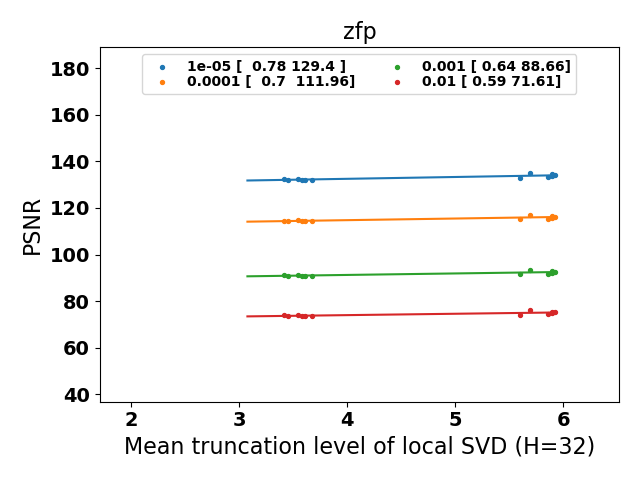 zfp
1e-05 [  0.78 129.4 ]
0.0001 [  0.7  111.96]
0.001 [ 0.64 88.66]
0.01 [ 0.59 71.61]
180
160
140
120
100
80
60
40
PSNR
2 3 4 5 6
Mean truncation level of local SVD (H=32)